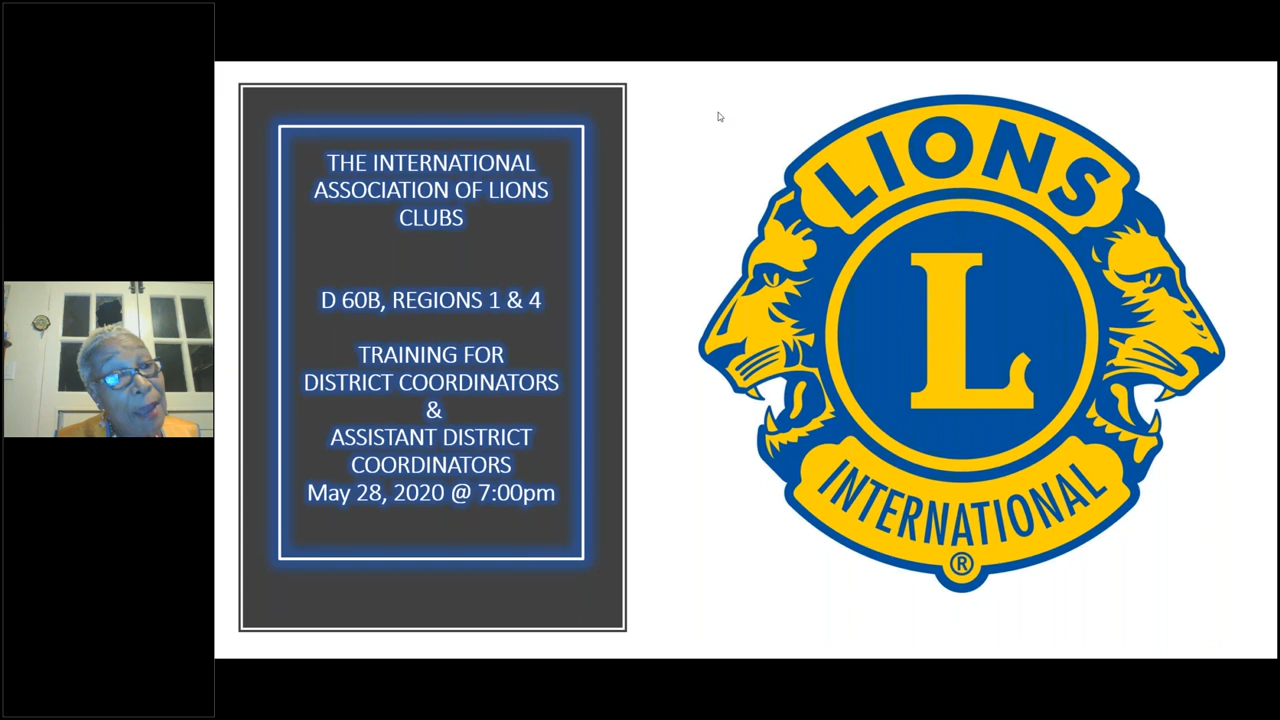 THE INTERNATIONAL
ASSOCIATION OF LIONS
CLUBS
D 60B, REGIONS 1 & 4
TRAINING FOR
DISTRICT COORDINATORS
&
ASSISTANT DISTRICT
COORDINATORS
May 28, 2020 @ 7:00pm
LIONS
L
INTERNATIONAL
®